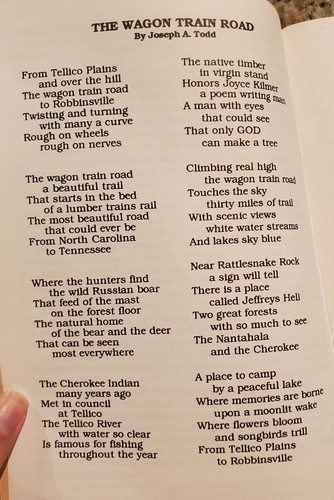 THE WAGON TRAIN ROAD
By Joseph A. Todd
From Tellico Plains
and over the hill
The wagon train road
to Robbinsville
Twisting and turning
with many a curve
Rough on wheels
rough on nerves
The wagon train road
a beautiful trail
That starts in the bed
of a lumber trains rail
The most beautiful road
that could ever be
From North Carolina
to Tennessee
Where the hunters find
the wild Russian boar
That feed of the mast
on the forest floor
The natural home
of the bear and the deer
That can be seen
most everywhere
The Cherokee Indian
many years ago
Met in council
at Tellico
The Tellico River
with water so clear
Is famous for fishing
throughout the year
The native timber
in virgin stand
Honors Joyce Kilmer
a poem writing man
A man with eyes
that could see
That only GOD
can make a tree
Climbing real high
the wagon train road
Touches the sky
thirty miles of trail
With scenic views
white water streams
And lakes sky blue
Near Rattlesnake Rock
a sign will tell
There is a place
called Jeffreys Hell
Two great forests
with so much to see
The Nantahala
and the Cherokee
A place to camp
by a peaceful lake
Where memories are borne
upon a moonlit wake
Where flowers bloom
and songbirds trill
From Tellico Plains
to Robbinsville